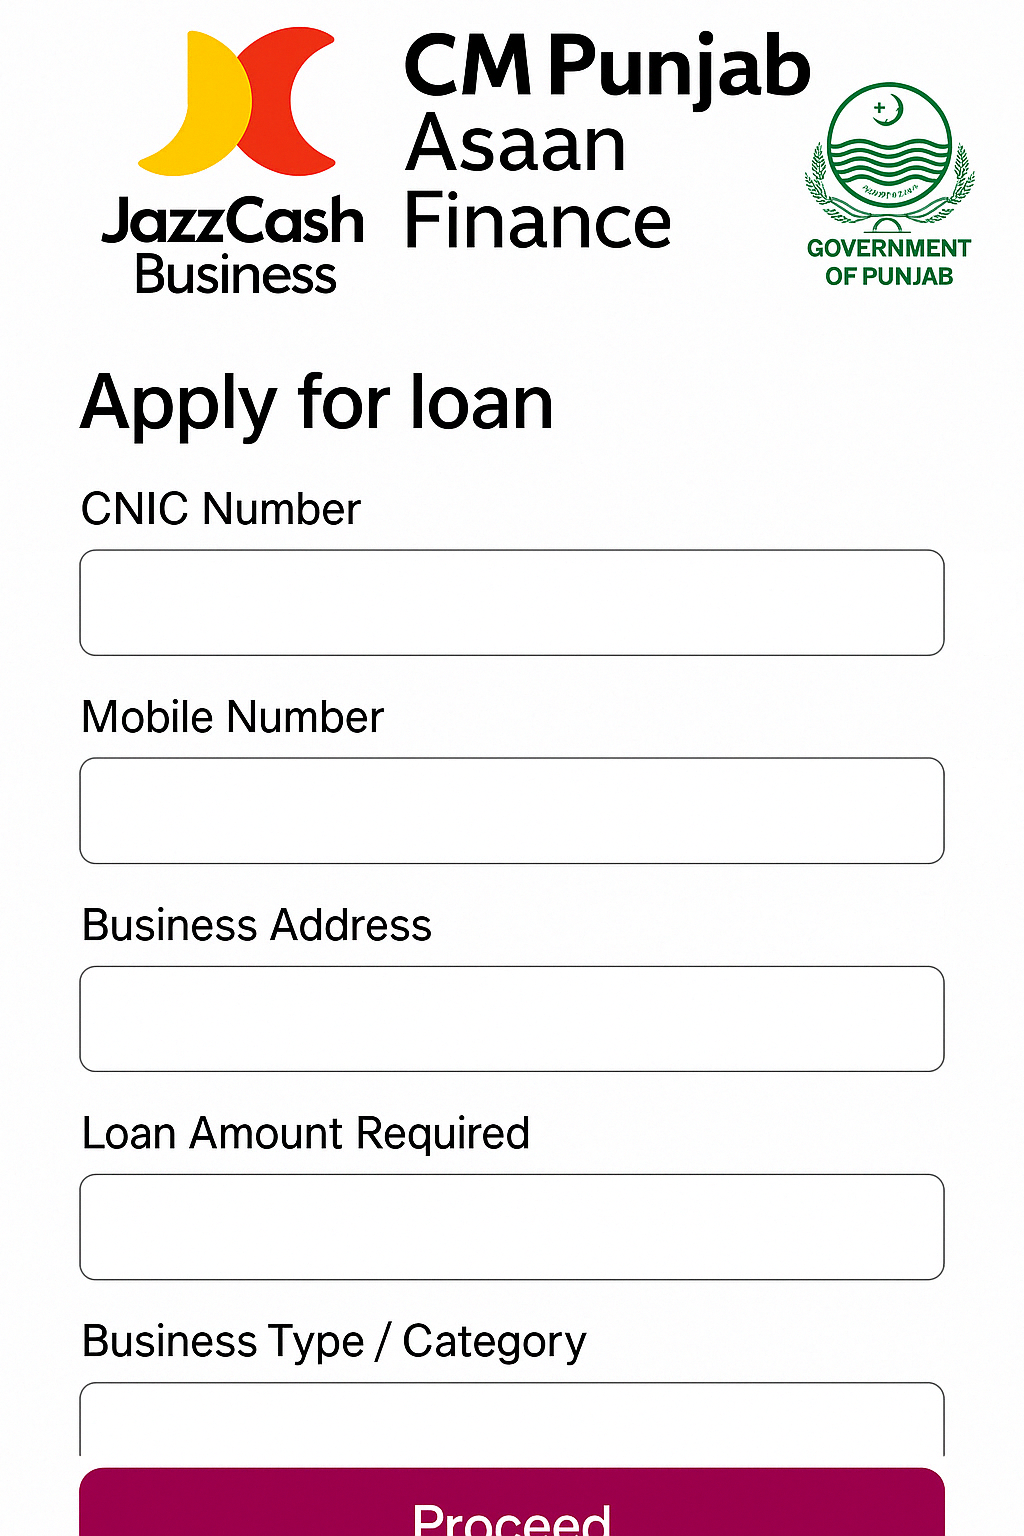 JazzCash
Business
CM Punjab
Asaan
Finance
GOVERNMENT
OF PUNJAB
Apply for loan
CNIC Number
Mobile Number
Business Address
Loan Amount Required
Business Type / Category
Proceed